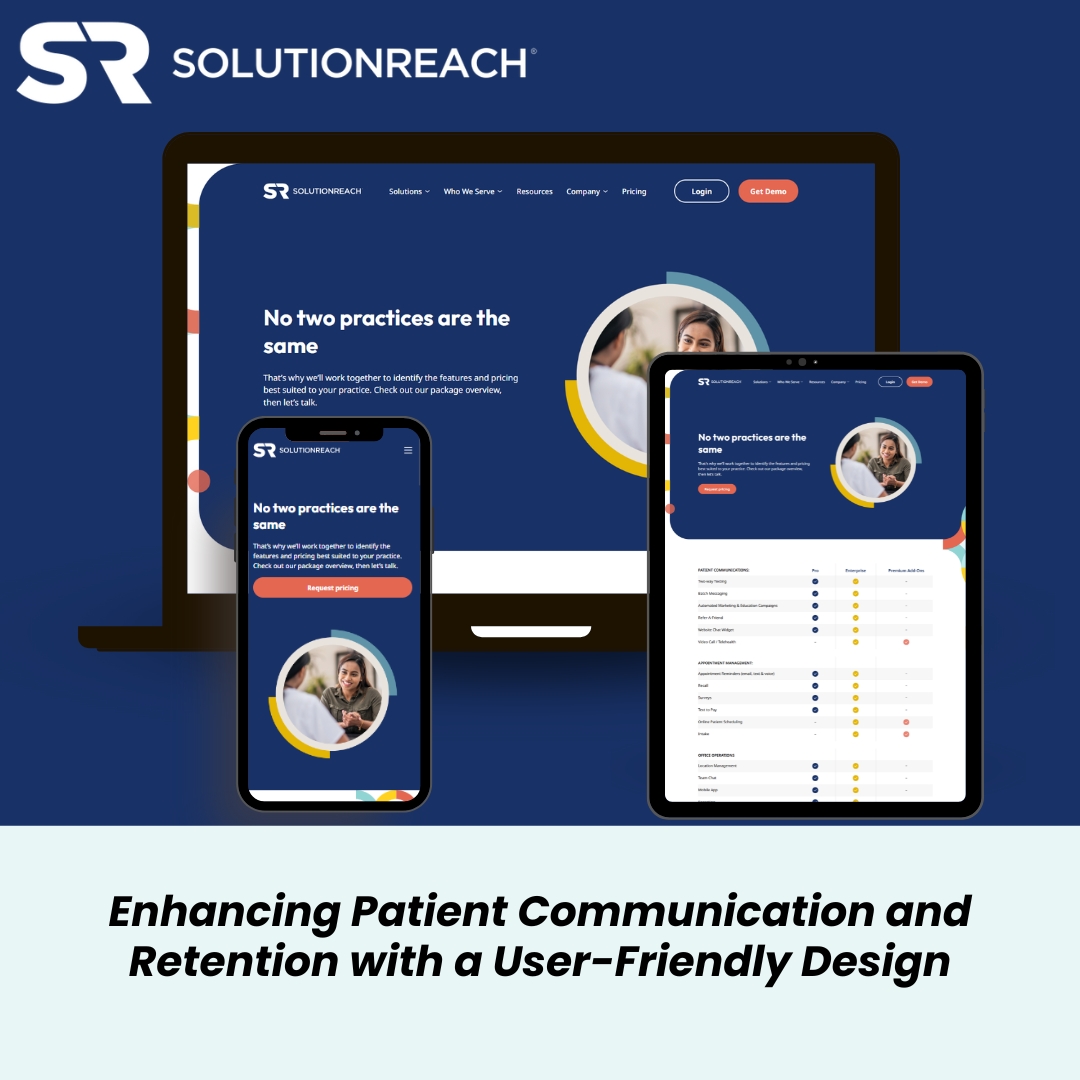 SR SOLUTIONREACH®
SR SOLUTIONREACH
Solutions
Who We Serve
Resources
Company
Pricing
Login
Get Demo
No two practices are the
same
That's why we'll work together to identify the features and pricing
best suited to your practice. Check out our package overview,
then let's talk.
SR SOLUTIONREACH
No two practices are the
same
That's why we'll work together to identify the
features and pricing best suited to your practice.
Check out our package overview, then let's talk.
Request pricing
SR SOLUTIONREACH
Solutions
Who We Serve
Resources
Company
Pricing
Login
Get Demo
No two practices are the
same
That's why we'll work together to identify the features and pricing
best suited to your practice. Check out our package overview,
then let's talk.
Request pricing
PATIENT COMMUNICATIONS: Pro Enterprise Premium Add-Ons
Two-way Texting -
Batch Messaging -
Automated Marketing & Education Campaigns -
Refer-A-Friend -
Website Chat Widget -
Voice Call / Telehealth -
APPOINTMENT MANAGEMENT:
Appointment Reminders (email, text & voice) -
Recall -
Surveys -
Text to Pay -
Online Patient Scheduling -
Intake -
OFFICE OPERATIONS
Location Management -
Team Chat -
Mobile App -
Enhancing Patient Communication and
Retention with a User-Friendly Design